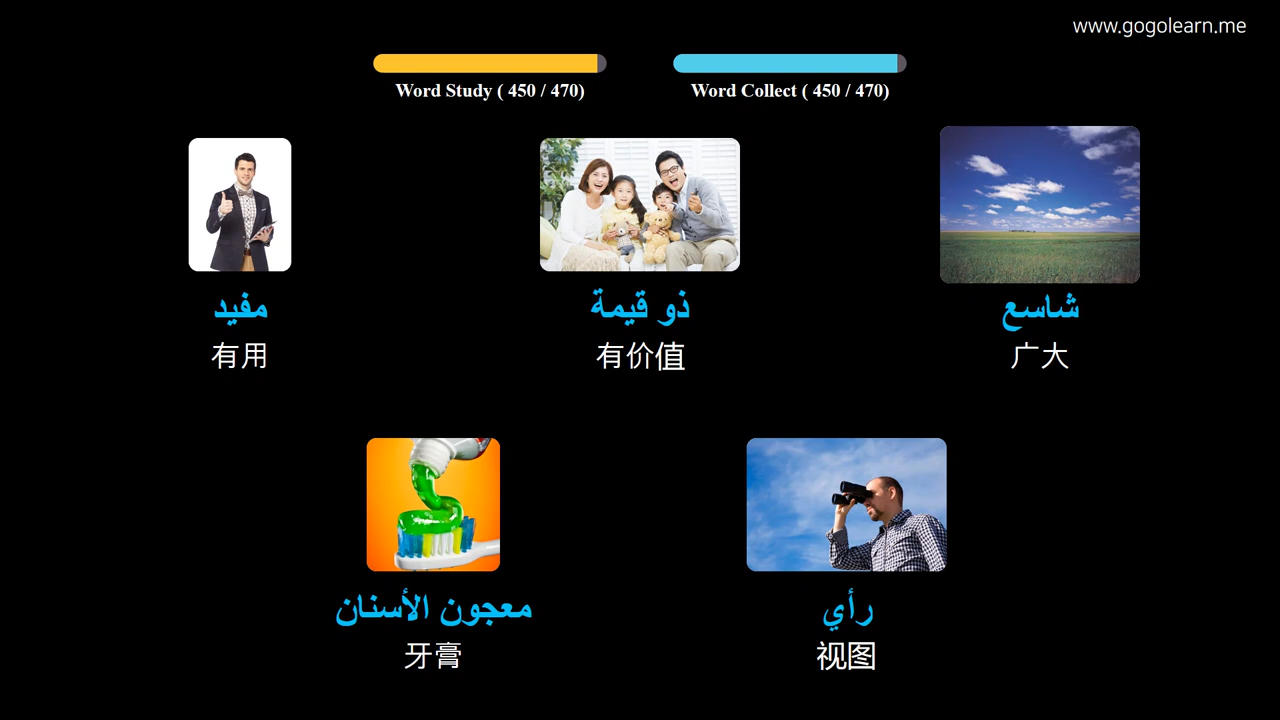 www.gogolearn.me
Word Study ( 450 / 470)
Word Collect ( 450 / 470)
مفيد
有用
ذو قيمة
有价值
شاسع
广大
معجون الأسنان
牙膏
رأي
视图